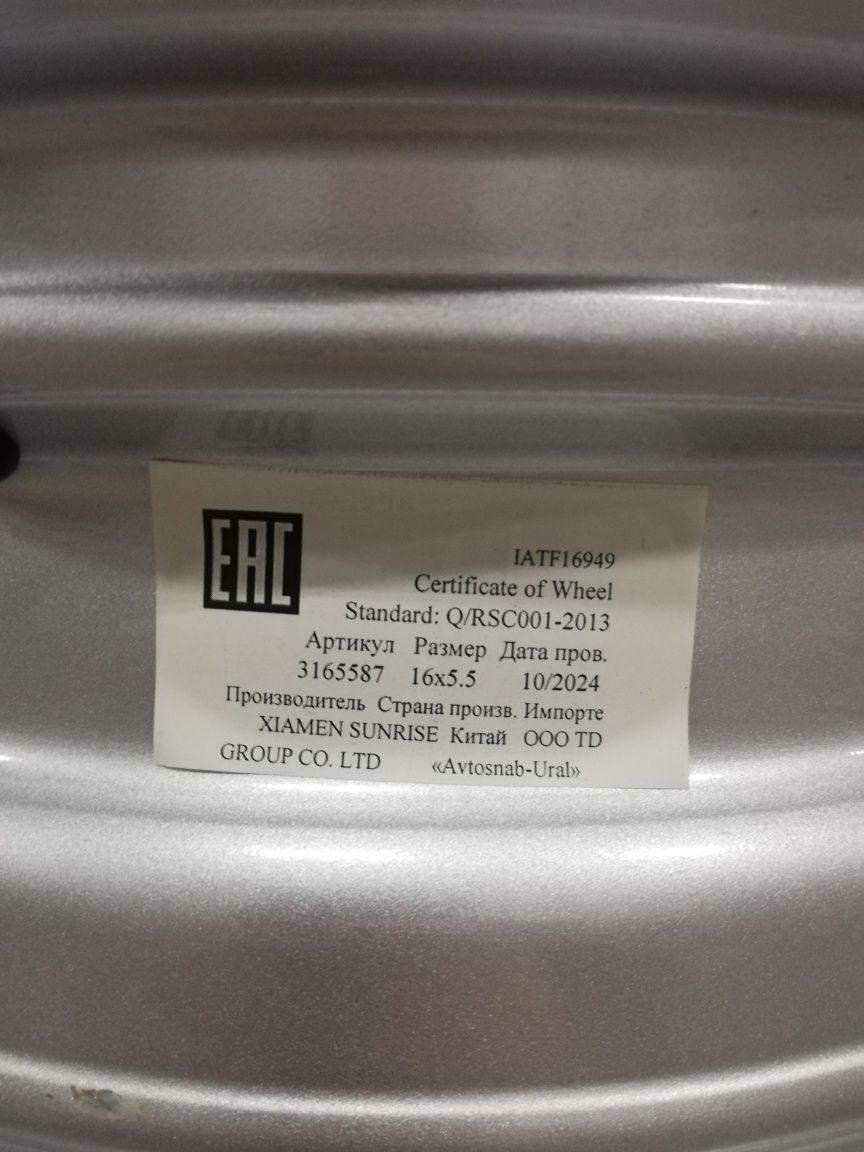 EAC
IATF16949
Certificate of Wheel
Standard: Q/RSC001-2013
Артикул Размер Дата пров.
3165587 16x5.5 10/2024
Производитель Страна произв. Импорте
XIAMEN SUNRISE Китай ООО TD
GROUP CO. LTD «Avtosnab-Ural»